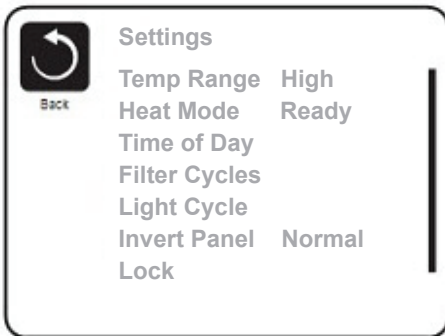 Settings
Temp Range High
Back
Heat Mode Ready
Time of Day
Filter Cycles
Light Cycle
Invert Panel Normal
Lock